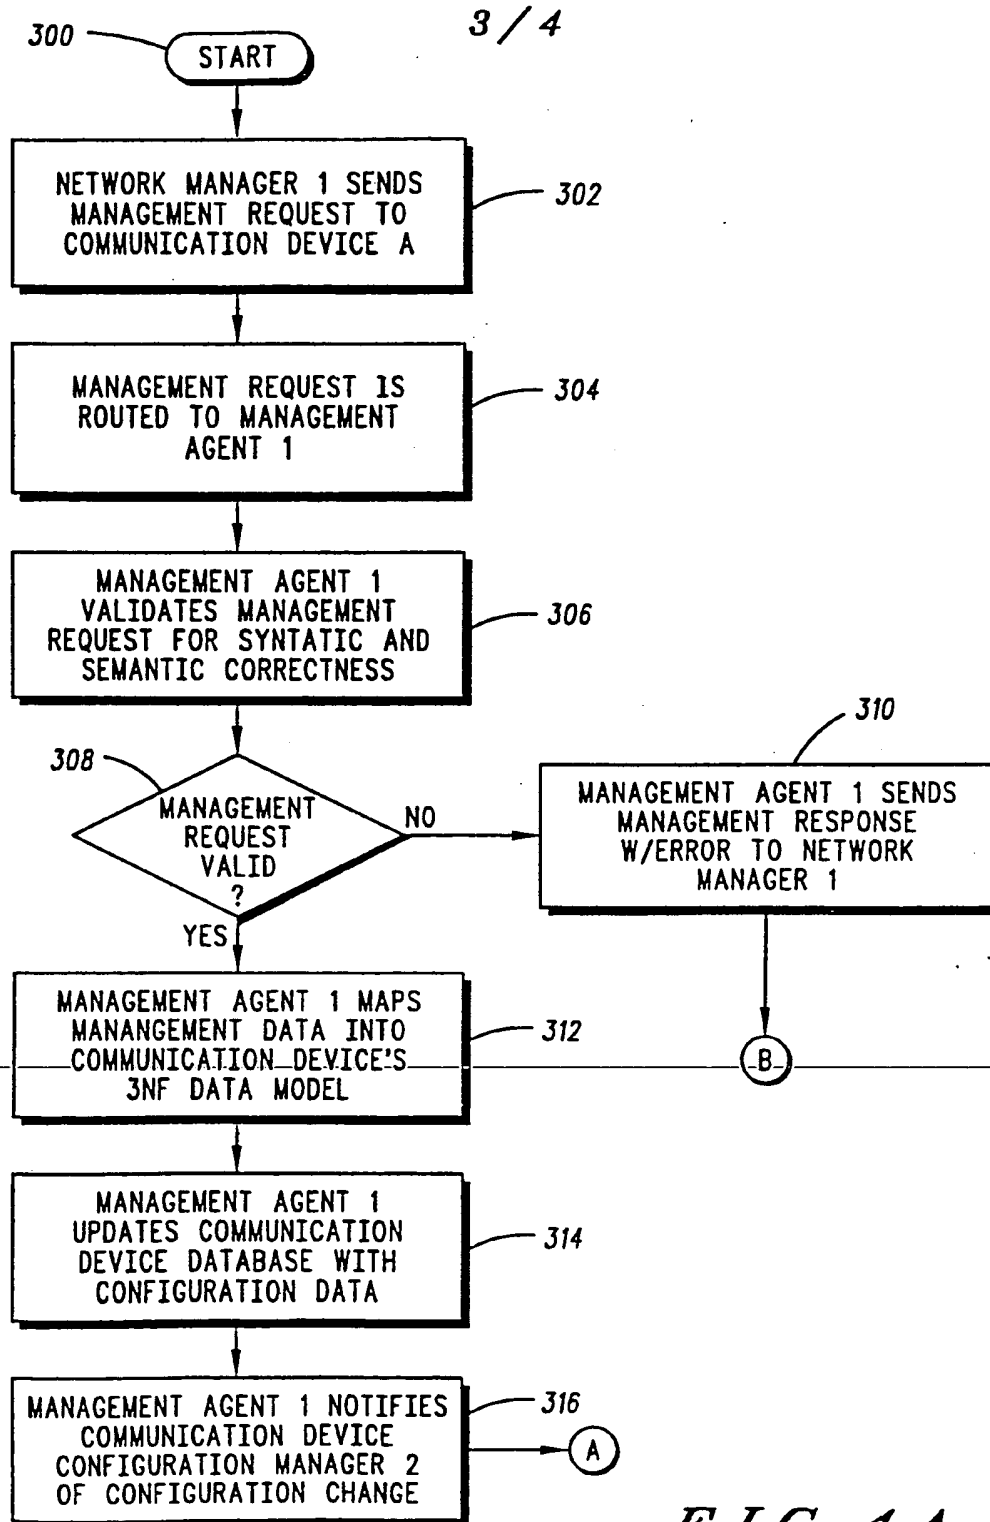 3/4
300
START
NETWORK MANAGER 1 SENDS
MANAGEMENT REQUEST TO
COMMUNICATION DEVICE A
302
MANAGEMENT REQUEST IS
ROUTED TO MANAGEMENT
AGENT 1
304
MANAGEMENT AGENT 1
VALIDATES MANAGEMENT
REQUEST FOR SYNTATIC AND
SEMANTIC CORRECTNESS
306
308
MANAGEMENT
REQUEST
VALID
?
NO
YES
310
MANAGEMENT AGENT 1 SENDS
MANAGEMENT RESPONSE
W/ERROR TO NETWORK
MANAGER 1
B
MANAGEMENT AGENT 1 MAPS
MANANGEMENT DATA INTO
COMMUNICATION DEVICE'S
3NF DATA MODEL
312
MANAGEMENT AGENT 1
UPDATES COMMUNICATION
DEVICE DATABASE WITH
CONFIGURATION DATA
314
MANAGEMENT AGENT 1 NOTIFIES
COMMUNICATION DEVICE
CONFIGURATION MANAGER 2
OF CONFIGURATION CHANGE
316
A
FIG. 4A